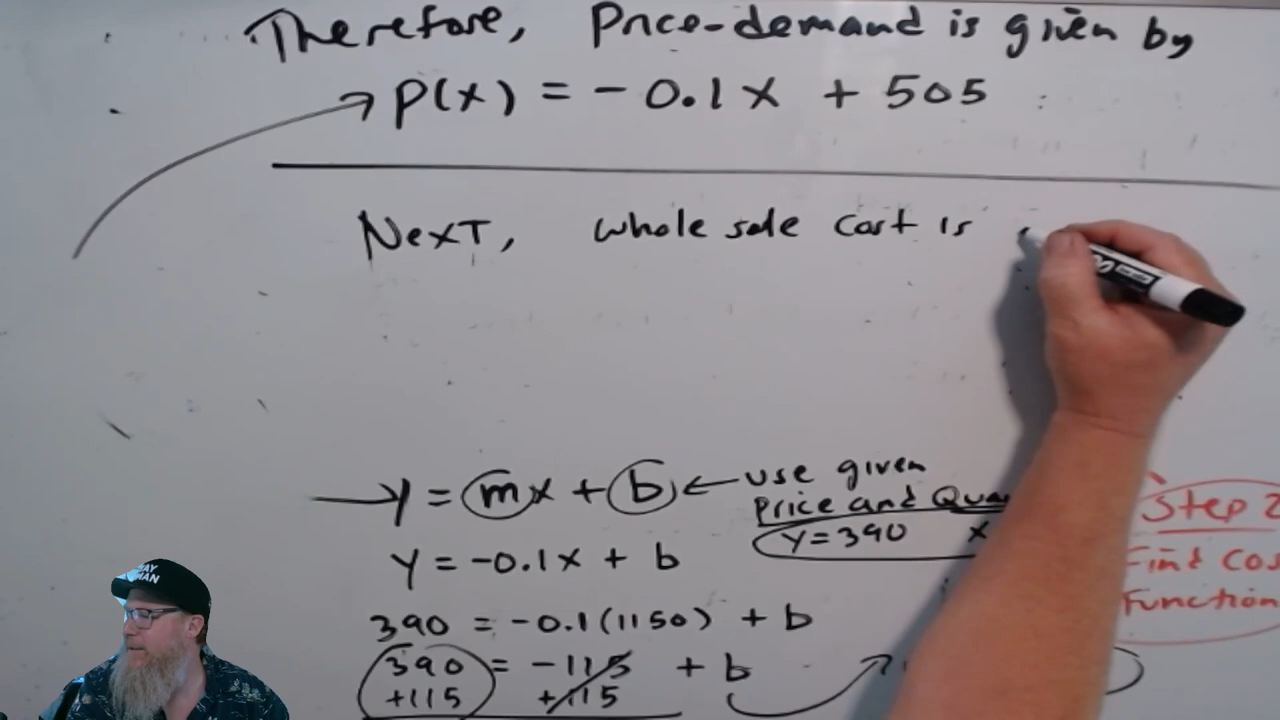 Therefore, Price-demand is given by
p(x) = -0.1x + 505
Next, whole sale cost is
y = mx + b ← use given
Price and Qua
y = 390 x
y = -0.1x + b
390 = -0.1(1150) + b
390 = -115 + b
+115 +115
Step 2
Find Cos
Function